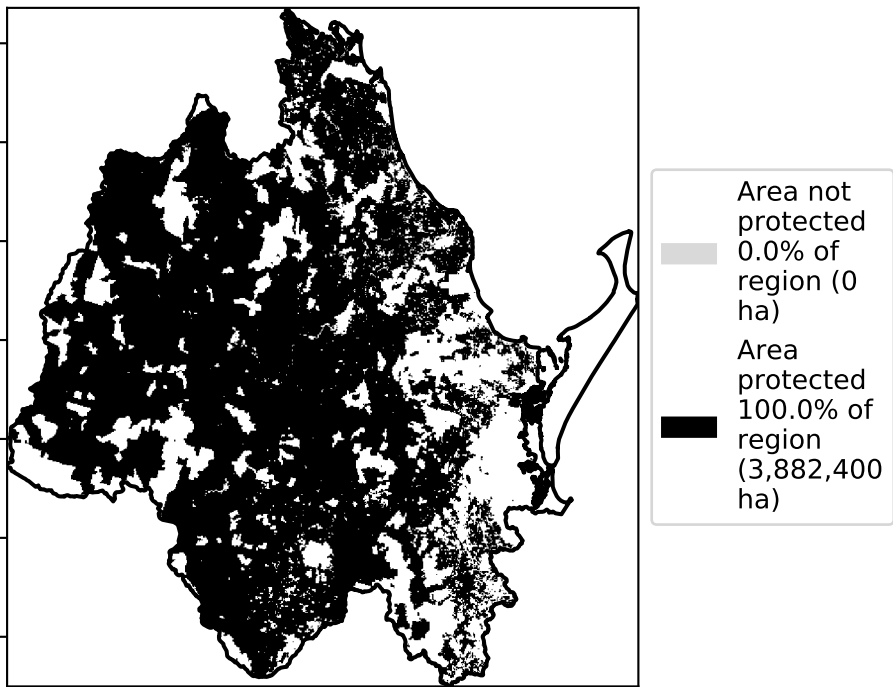 Area not
protected
0.0% of
region (0
ha)
Area
protected
100.0% of
region
(3,882,400
ha)